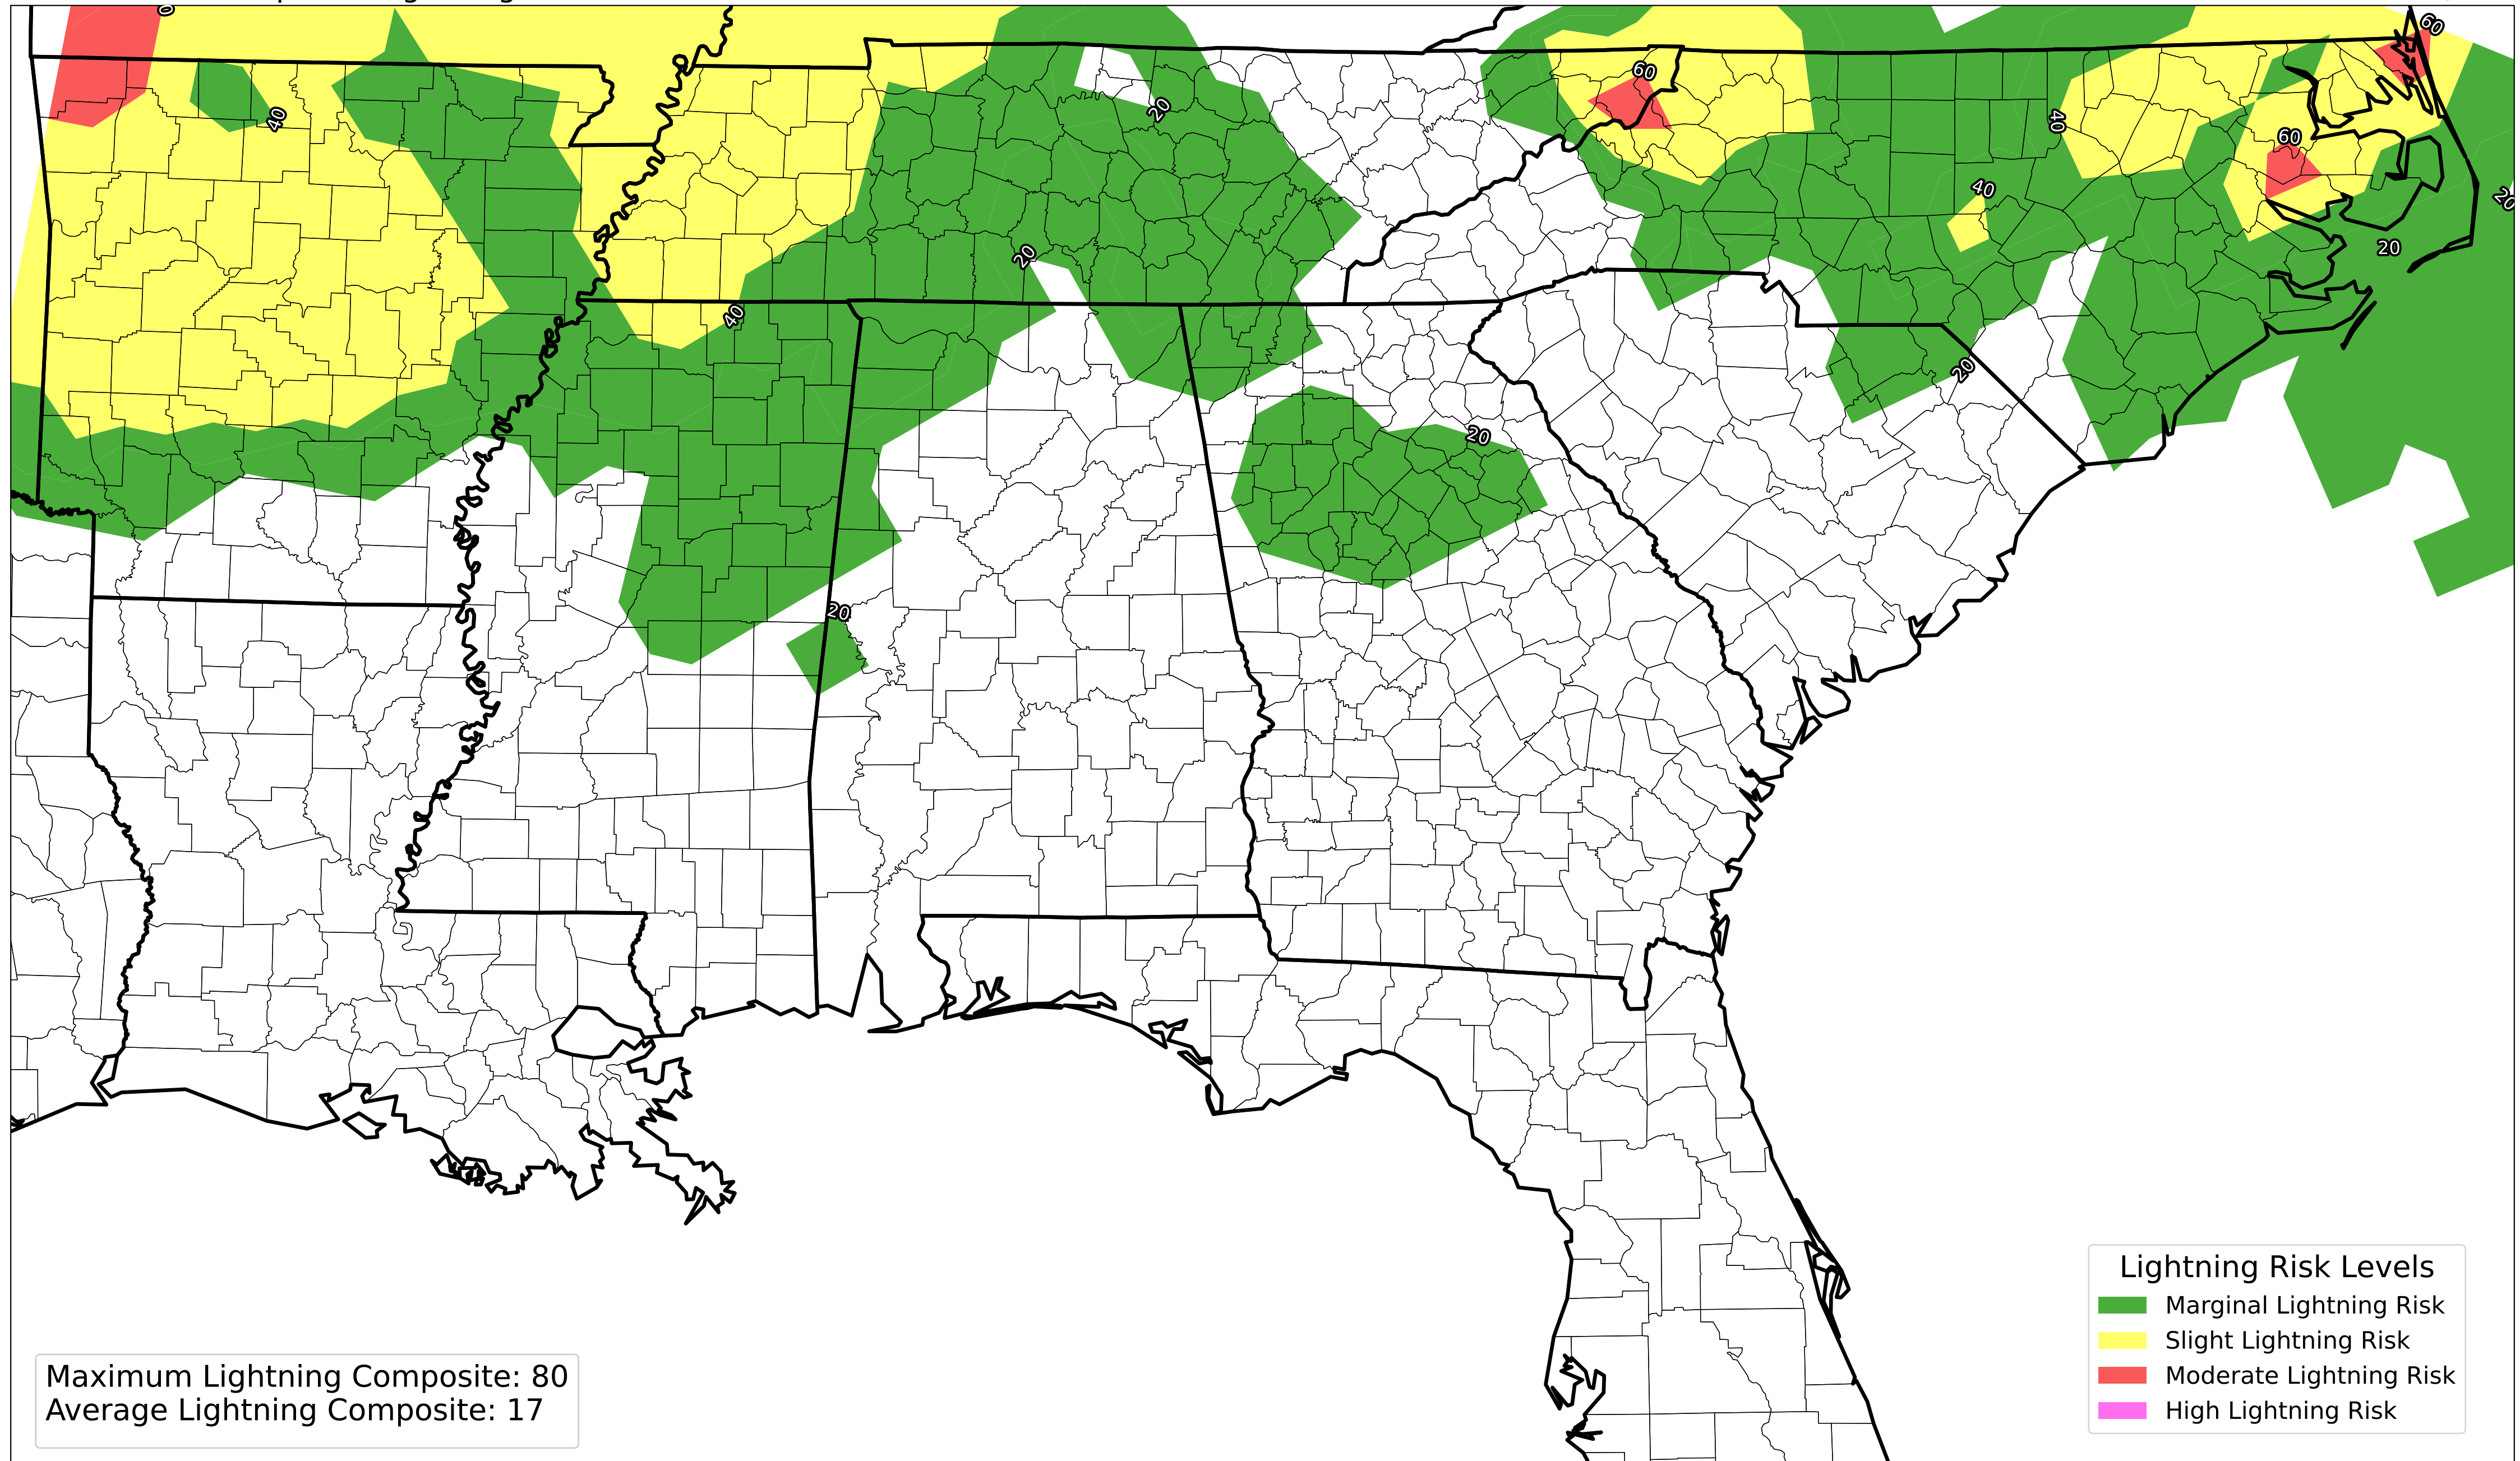 60
60
20
40
40
60
40
20
20
20
40
20
20
20
Lightning Risk Levels
Marginal Lightning Risk
Slight Lightning Risk
Moderate Lightning Risk
High Lightning Risk
Maximum Lightning Composite: 80
Average Lightning Composite: 17